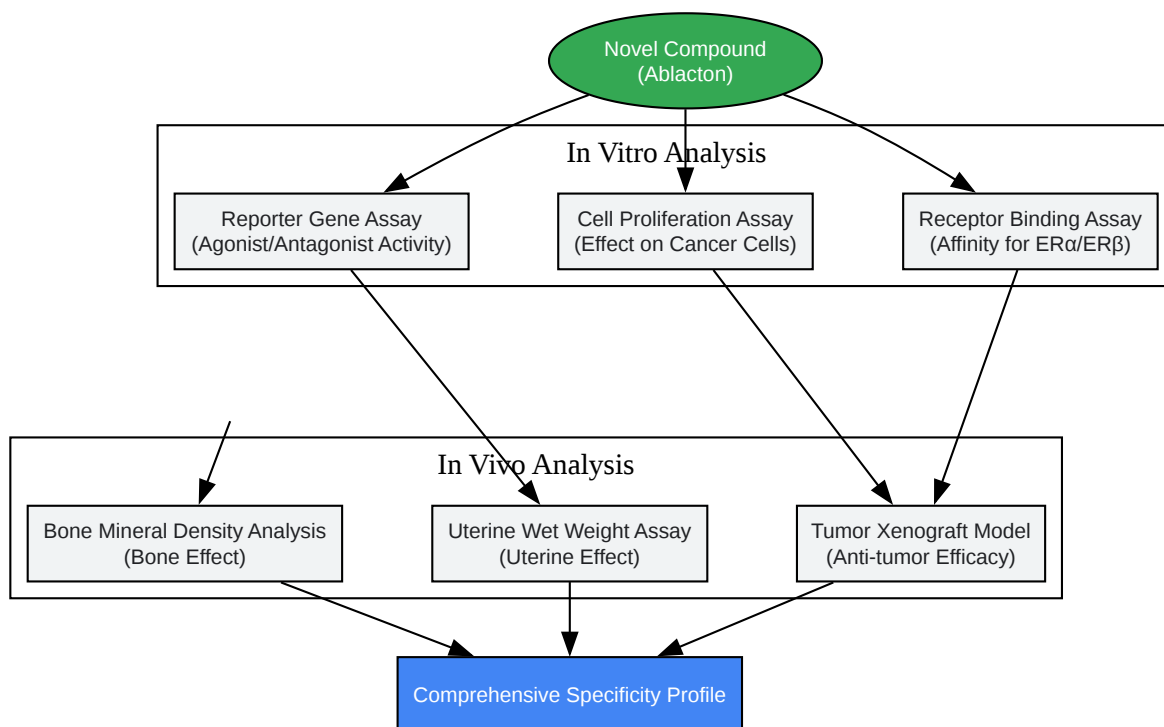 Novel Compound
(Ablacton)
In Vitro Analysis
Reporter Gene Assay
(Agonist/Antagonist Activity)
Cell Proliferation Assay
(Effect on Cancer Cells)
Receptor Binding Assay
(Affinity for ERα/ERβ)
In Vivo Analysis
Bone Mineral Density Analysis
(Bone Effect)
Uterine Wet Weight Assay
(Uterine Effect)
Tumor Xenograft Model
(Anti-tumor Efficacy)
Comprehensive Specificity Profile